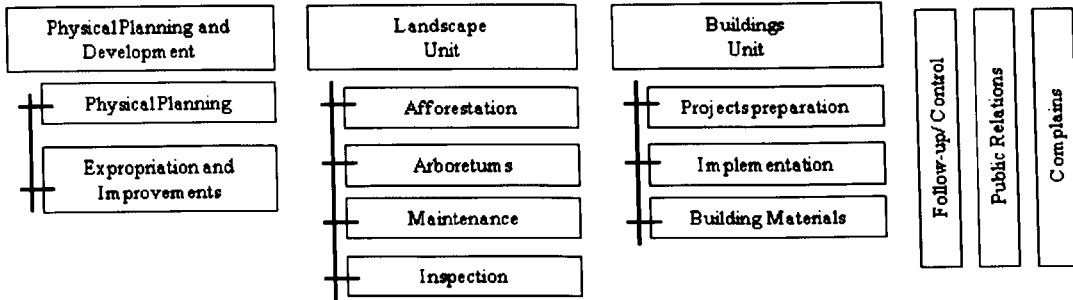 Physical Planning and
Development
Physical Planning
Expropriation and
Improvements
Landscape
Unit
Afforestation
Arboretums
Maintenance
Inspection
Buildings
Unit
Projects preparation
Implementation
Building Materials
Follow-up/ Control
Public Relations
Complains